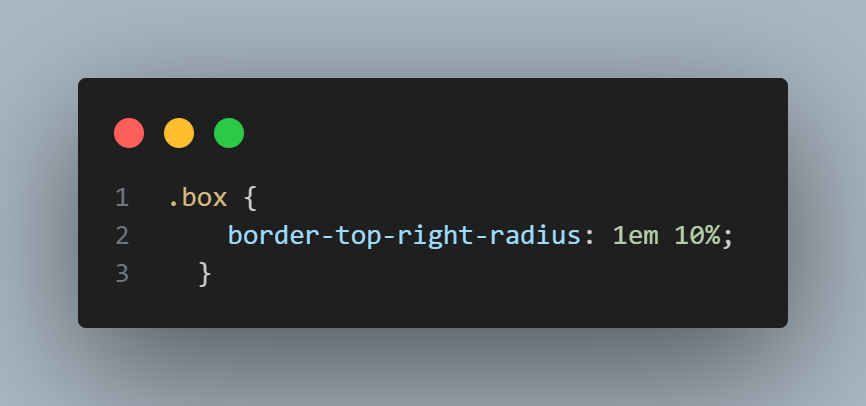 1 .box {
2 border-top-right-radius: 1em 10%;
3 }